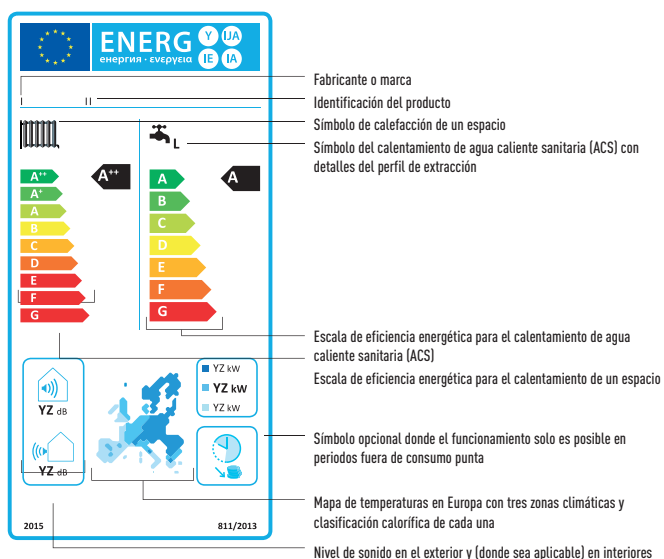 ENERG Y IJA
енергия · ενεργεια IE IA
I II
L
A++
A+
A
B
C
D
E
F
G
A++
A
B
C
D
E
F
G
A
YZ dB
YZ dB
YZ kW
YZ kW
YZ kW
2015 811/2013
Fabricante o marca
Identificación del producto
Símbolo de calefacción de un espacio
Símbolo del calentamiento de agua caliente sanitaria (ACS) con
detalles del perfil de extracción
Escala de eficiencia energética para el calentamiento de agua
caliente sanitaria (ACS)
Escala de eficiencia energética para el calentamiento de un espacio
Símbolo opcional donde el funcionamiento solo es posible en
periodos fuera de consumo punta
Mapa de temperaturas en Europa con tres zonas climáticas y
clasificación calorífica de cada una
Nivel de sonido en el exterior y (donde sea aplicable) en interiores